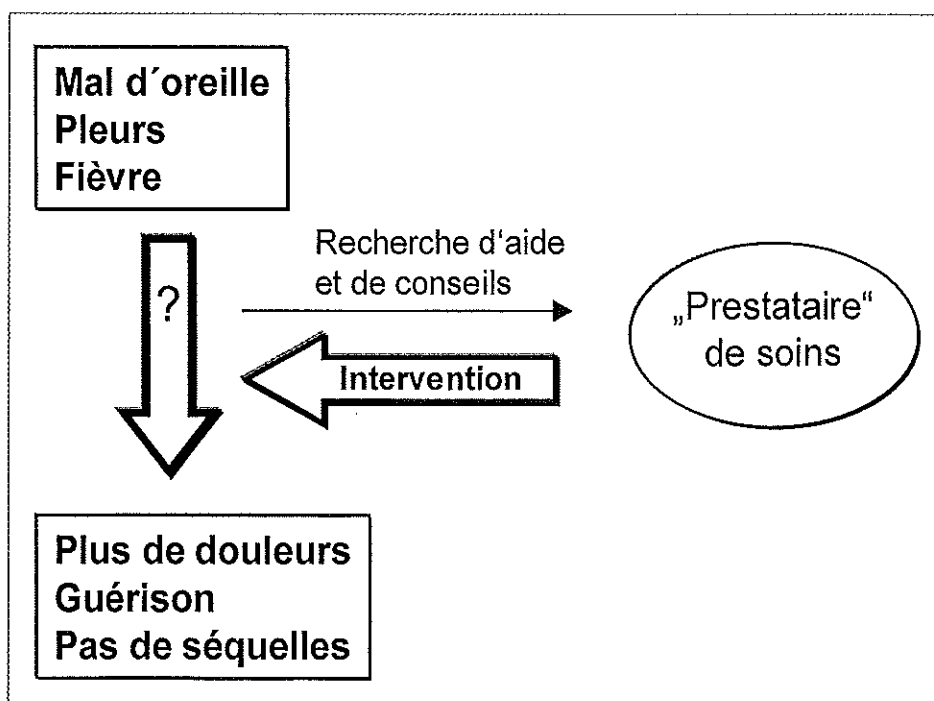 Mal d´oreille
Pleurs
Fièvre
?
Recherche d‘aide
et de conseils
Intervention
„Prestataire“
de soins
Plus de douleurs
Guérison
Pas de séquelles